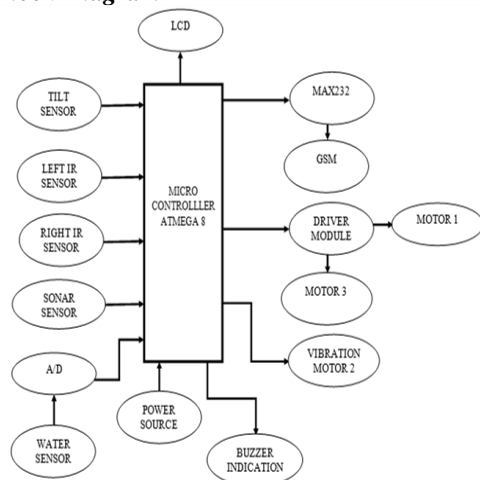 LCD
TILT
SENSOR
MAX232
LEFT IR
SENSOR
GSM
MICRO
CONTROLLLER
ATMEGA 8
RIGHT IR
SENSOR
DRIVER
MODULE
MOTOR 1
SONAR
SENSOR
MOTOR 3
A/D
VIBRATION
MOTOR 2
POWER
SOURCE
WATER
SENSOR
BUZZER
INDICATION